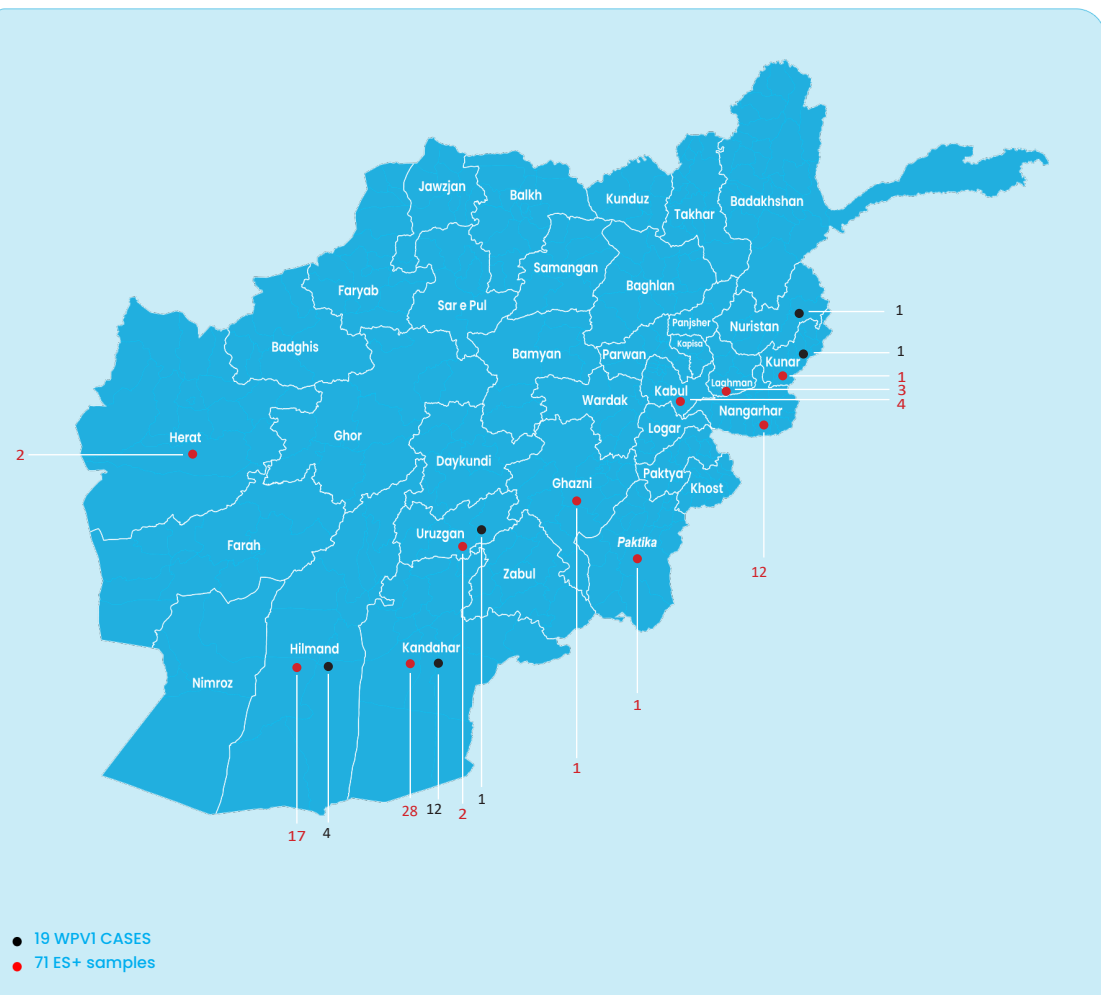 Jawzjan
Balkh
Kunduz
Takhar
Badakhshan
Samangan
Baghlan
Faryab
Sar e Pul
1
Panjsher
Nuristan
Kapisa
Badghis
Bamyan
Parwan
1
Kunar
1
Laghman
3
Kabul
4
Wardak
Nangarhar
Logar
Herat
Ghor
2
Daykundi
Paktya
Khost
Ghazni
Uruzgan
Paktika
Farah
Zabul
12
Hilmand
Kandahar
Nimroz
1
1
1
28
12
2
17
4
19 WPV1 CASES
71 ES+ samples